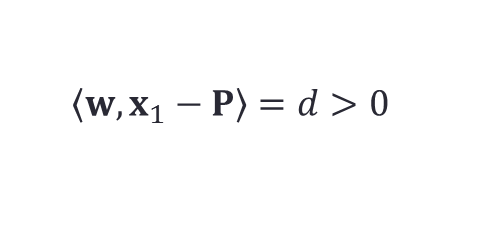 ⟨𝐰, 𝐱₁ − 𝐏⟩ = 𝑑 > 0